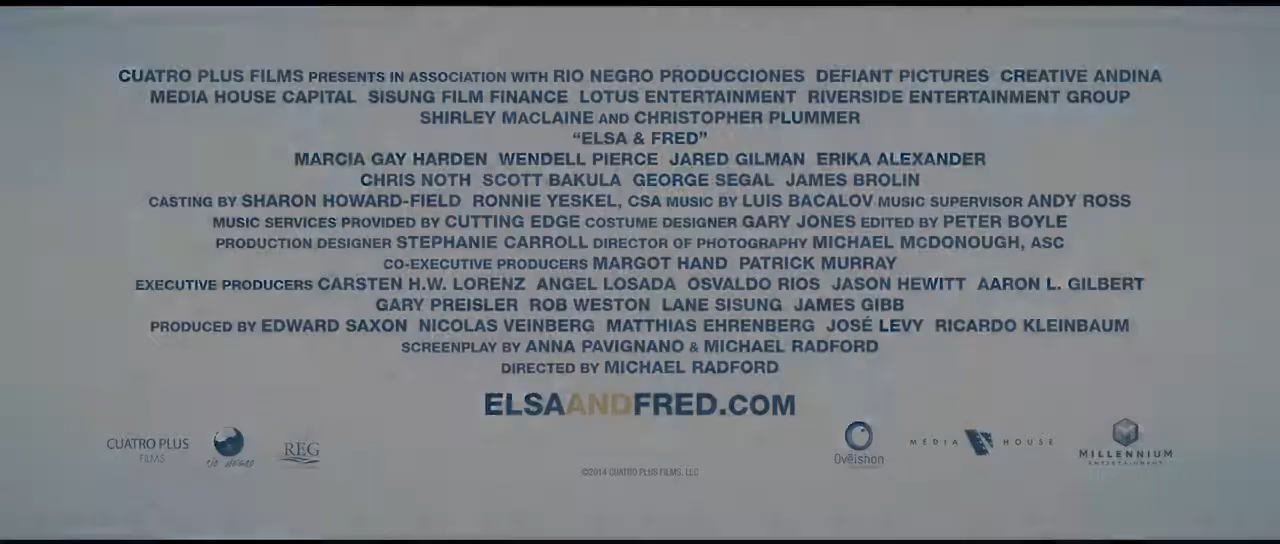 CUATRO PLUS FILMS PRESENTS IN ASSOCIATION WITH RIO NEGRO PRODUCCIONES DEFIANT PICTURES CREATIVE ANDINA
MEDIA HOUSE CAPITAL SISUNG FILM FINANCE LOTUS ENTERTAINMENT RIVERSIDE ENTERTAINMENT GROUP
SHIRLEY MACLAINE AND CHRISTOPHER PLUMMER
“ELSA & FRED”
MARCIA GAY HARDEN WENDELL PIERCE JARED GILMAN ERIKA ALEXANDER
CHRIS NOTH SCOTT BAKULA GEORGE SEGAL JAMES BROLIN
CASTING BY SHARON HOWARD-FIELD RONNIE YESKEL, CSA MUSIC BY LUIS BACALOV MUSIC SUPERVISOR ANDY ROSS
MUSIC SERVICES PROVIDED BY CUTTING EDGE COSTUME DESIGNER GARY JONES EDITED BY PETER BOYLE
PRODUCTION DESIGNER STEPHANIE CARROLL DIRECTOR OF PHOTOGRAPHY MICHAEL MCDONOUGH, ASC
CO-EXECUTIVE PRODUCERS MARGOT HAND PATRICK MURRAY
EXECUTIVE PRODUCERS CARSTEN H.W. LORENZ ANGEL LOSADA OSVALDO RIOS JASON HEWITT AARON L. GILBERT
GARY PREISLER ROB WESTON LANE SISUNG JAMES GIBB
PRODUCED BY EDWARD SAXON NICOLAS VEINBERG MATTHIAS EHRENBERG JOSÉ LEVY RICARDO KLEINBAUM
SCREENPLAY BY ANNA PAVIGNANO & MICHAEL RADFORD
DIRECTED BY MICHAEL RADFORD
ELSAANDFRED.COM
CUATRO PLUS
FILMS
RIO NEGRO
REG
©2014 CUATRO PLUS FILMS, LLC
Oveishon
MEDIA HOUSE
MILLENNIUM
ENTERTAINMENT